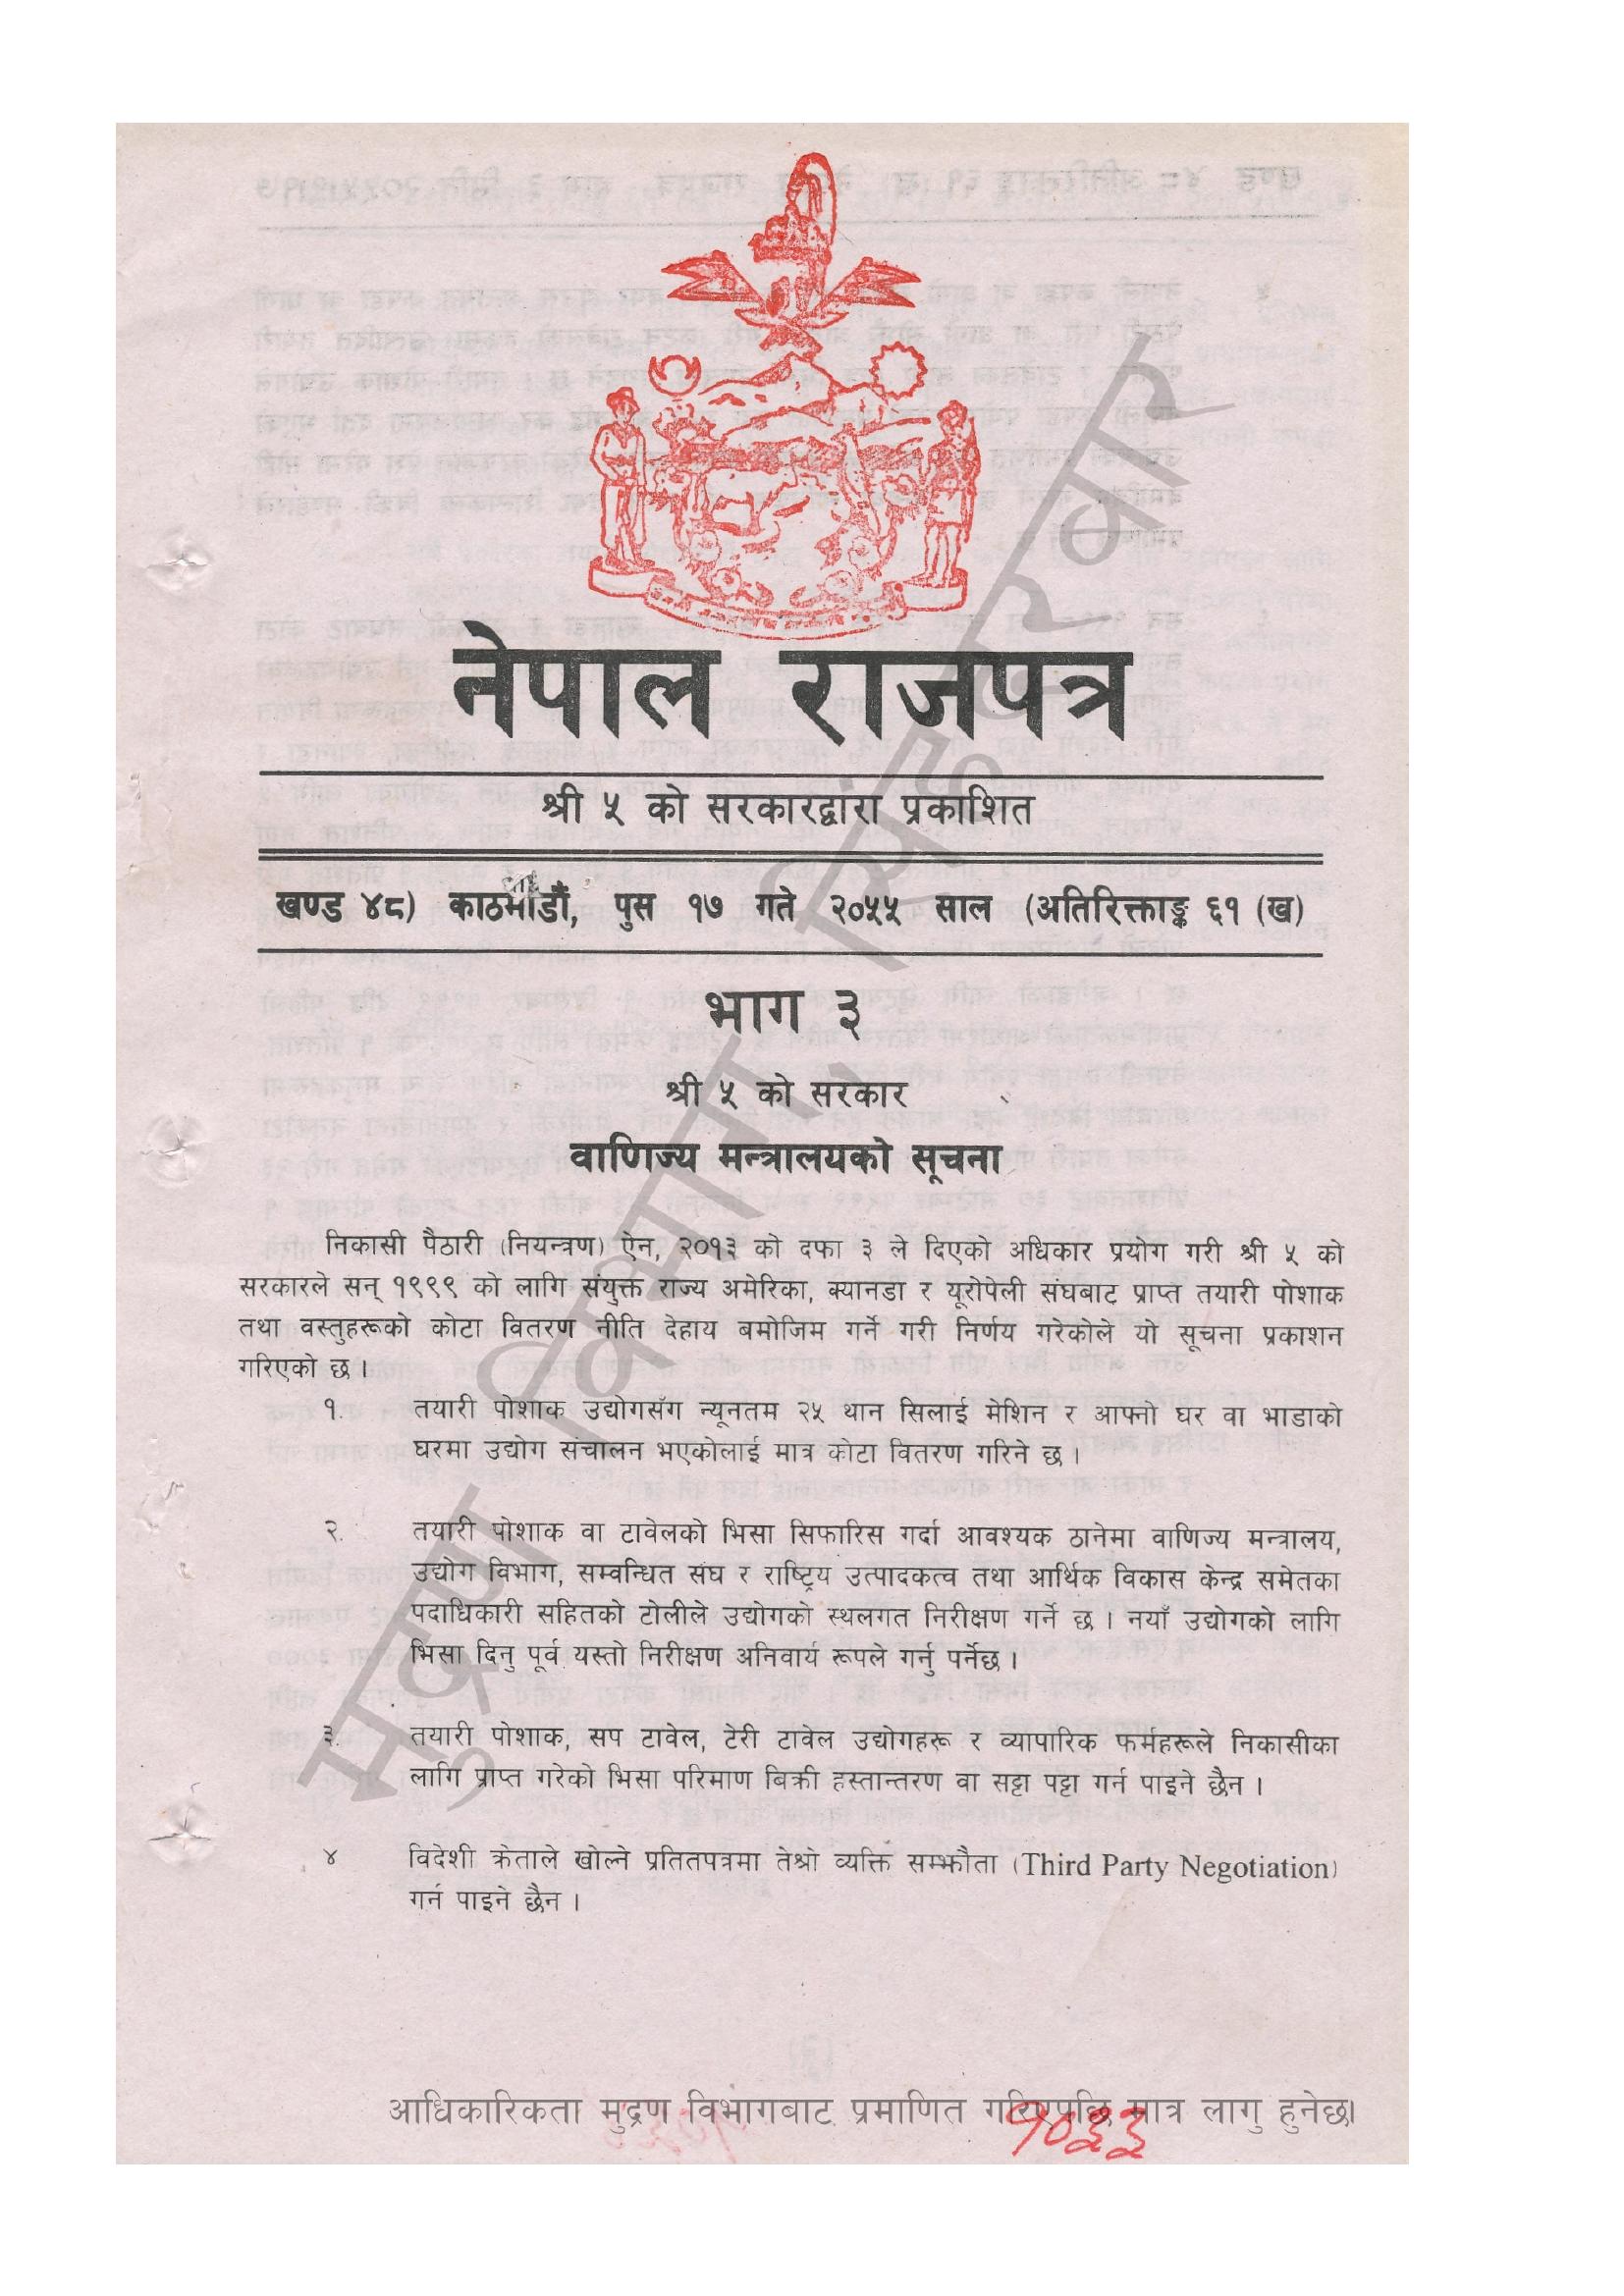 नेपाल राजपत्र
श्री ५ को सरकारद्वारा प्रकाशित
खण्ड ४८) काठमाडौं, पुस १७ गते २०५५ साल (अतिरिक्ताङ्क ६१ (ख)
भाग ३
श्री ५ को सरकार
वाणिज्य मन्त्रालयको सूचना
निकासी पैठारी (नियन्त्रण) ऐन, २०१३ को दफा ३ ले दिएको अधिकार प्रयोग गरी श्री ५ को
सरकारले सन् १९९९ को लागि संयुक्त राज्य अमेरिका, क्यानडा र यूरोपेली संघबाट प्राप्त तयारी पोशाक
तथा वस्तुहरूको कोटा वितरण नीति देहाय बमोजिम गर्ने गरी निर्णय गरेकोले यो सूचना प्रकाशन
गरिएको छ ।
१. तयारी पोशाक उद्योगसँग न्यूनतम २५ थान सिलाई मेशिन र आफ्नो घर वा भाडाको
घरमा उद्योग संचालन भएकोलाई मात्र कोटा वितरण गरिने छ ।
२. तयारी पोशाक वा टावेलको भिसा सिफारिस गर्दा आवश्यक ठानेमा वाणिज्य मन्त्रालय,
उद्योग विभाग, सम्वन्धित संघ र राष्ट्रिय उत्पादकत्व तथा आर्थिक विकास केन्द्र समेतका
पदाधिकारी सहितको टोलीले उद्योगको स्थलगत निरीक्षण गर्ने छ । नयाँ उद्योगको लागि
भिसा दिनु पूर्व यस्तो निरीक्षण अनिवार्य रूपले गर्नु पर्नेछ ।
३. तयारी पोशाक, सप टावेल, टेरी टावेल उद्योगहरू र व्यापारिक फर्महरूले निकासीका
लागि प्राप्त गरेको भिसा परिमाण बिक्री हस्तान्तरण वा सट्टा पट्टा गर्न पाइने छैन ।
४ विदेशी क्रेताले खोल्ने प्रतितपत्रमा तेश्रो व्यक्ति सम्झौता (Third Party Negotiation)
गर्न पाइने छैन ।
मुद्रण विभाग, सिंहदरबार
आधिकारिकता मुद्रण विभागबाट प्रमाणित गरिएपछि मात्र लागु हुनेछ।
१०३३